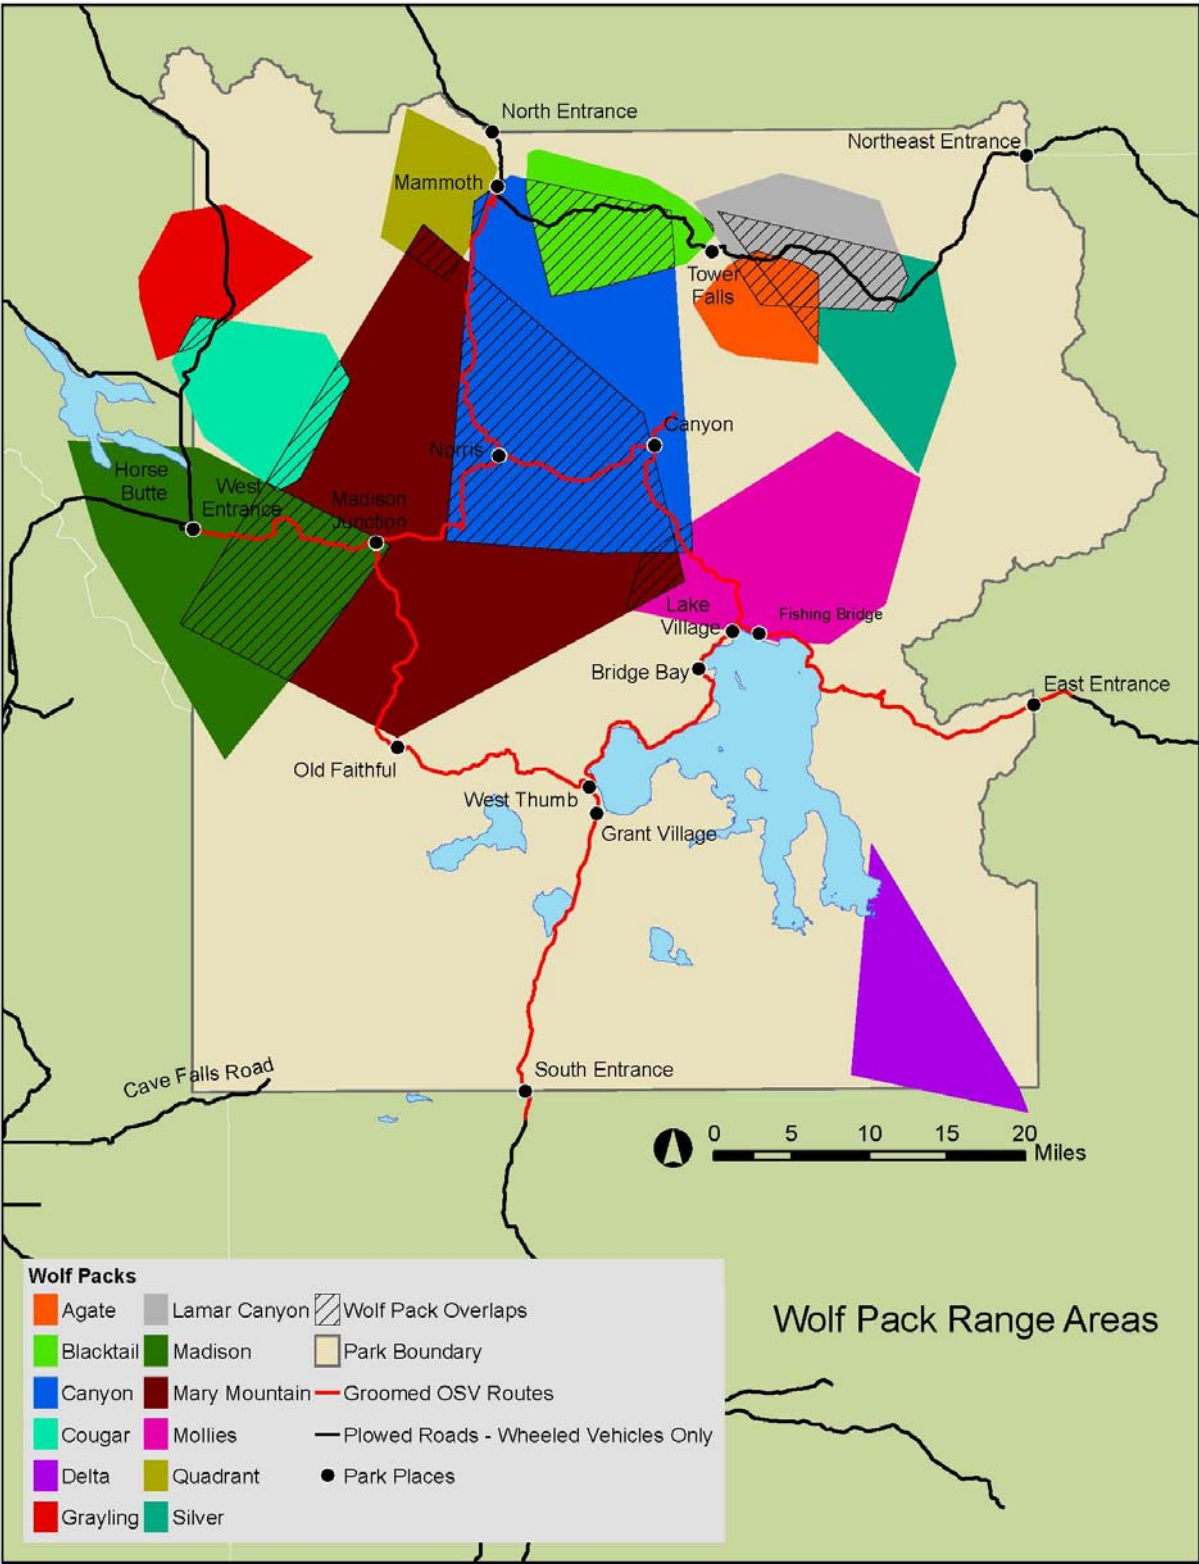 North Entrance
Northeast Entrance
Mammoth
Tower
Falls
Canyon
Norris
Horse
Butte
West
Entrance
Madison
Junction
Lake
Village
Fishing Bridge
Bridge Bay
East Entrance
Old Faithful
West Thumb
Grant Village
South Entrance
Cave Falls Road
0 5 10 15 20
Miles
Wolf Packs
Agate Lamar Canyon Wolf Pack Overlaps
Blacktail Madison Park Boundary
Canyon Mary Mountain Groomed OSV Routes
Cougar Mollies Plowed Roads - Wheeled Vehicles Only
Delta Quadrant Park Places
Grayling Silver
Wolf Pack Range Areas